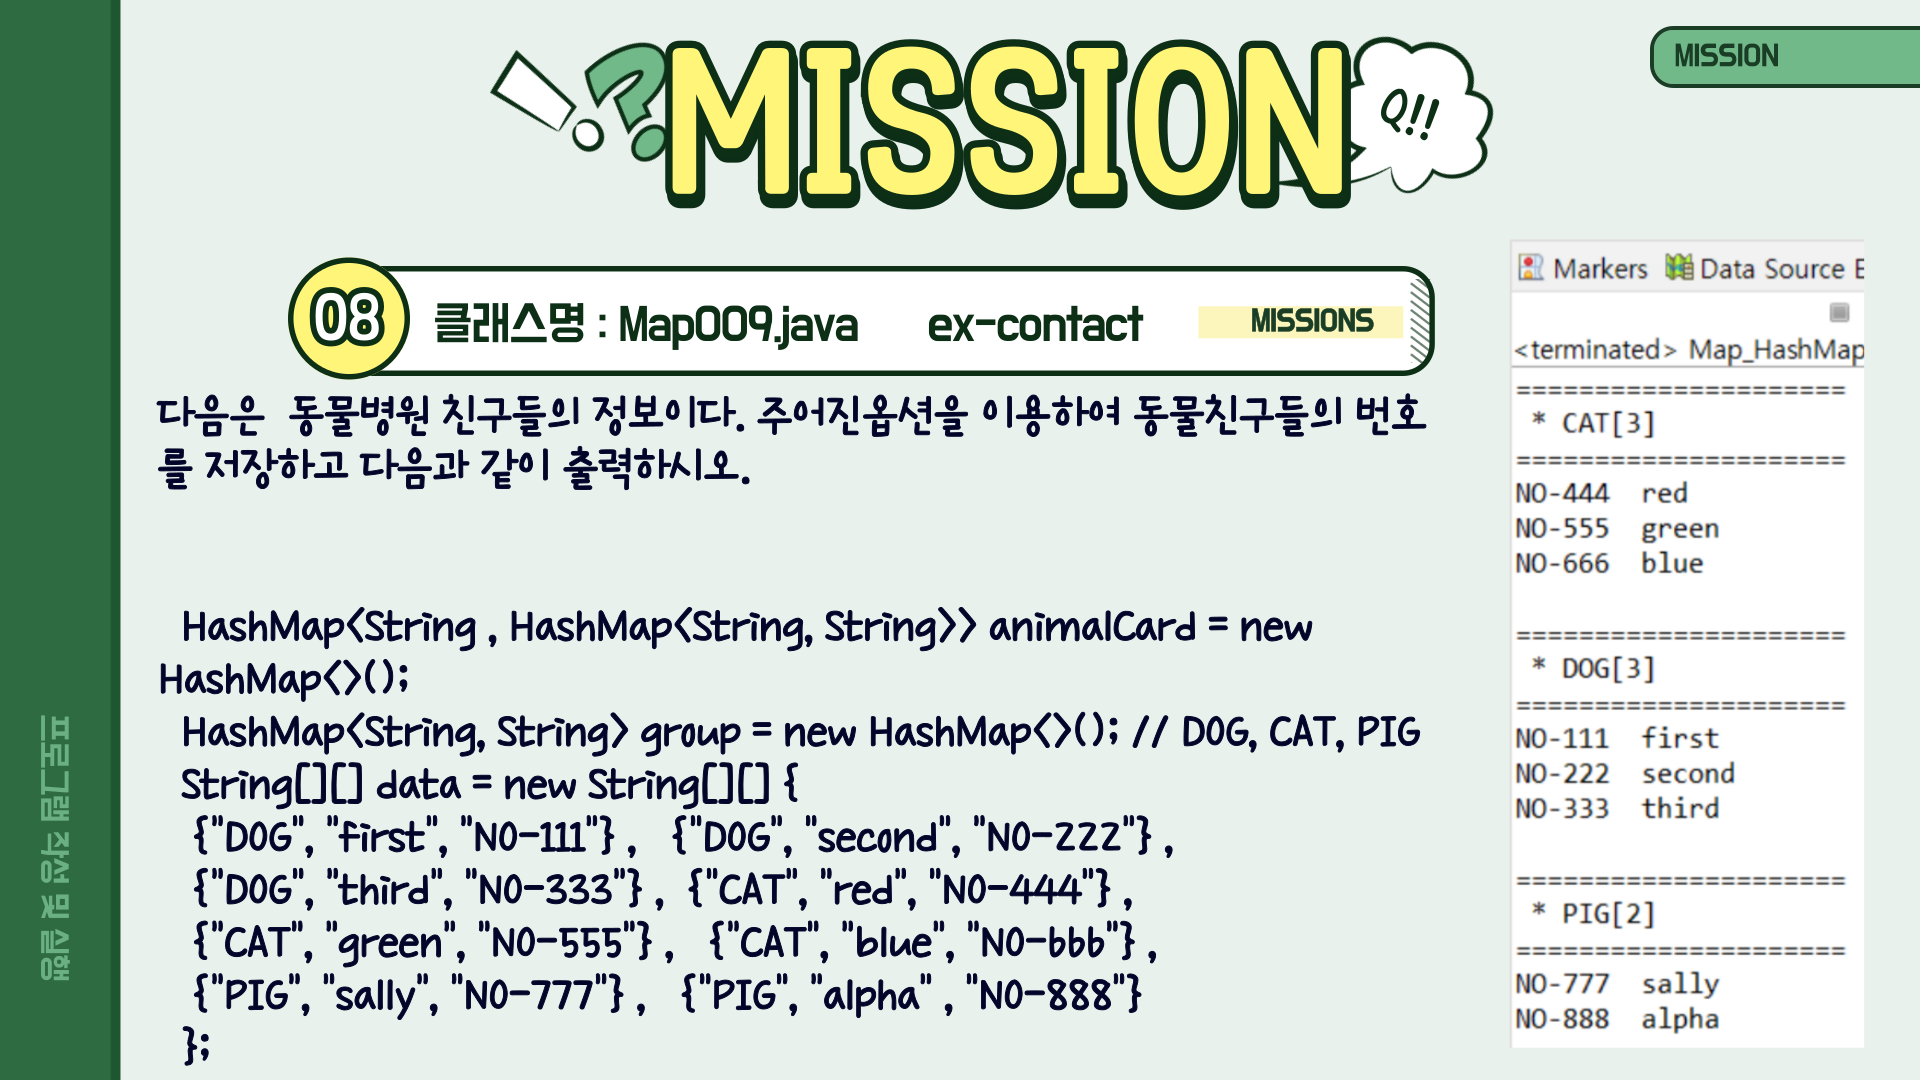 MISSION
MISSION
Q!!
08
클래스명 : Map009.java ex-contact
MISSIONS
다음은 동물병원 친구들의 정보이다. 주어진옵션을 이용하여 동물친구들의 번호
를 저장하고 다음과 같이 출력하시오.
HashMap<String , HashMap<String, String>> animalCard = new
HashMap<>();
HashMap<String, String> group = new HashMap<>(); // DOG, CAT, PIG
String[][] data = new String[][] {
{"DOG", "first", "NO-111"} , {"DOG", "second", "NO-222"} ,
{"DOG", "third", "NO-333"} , {"CAT", "red", "NO-444"} ,
{"CAT", "green", "NO-555"} , {"CAT", "blue", "NO-666"} ,
{"PIG", "sally", "NO-777"} , {"PIG", "alpha" , "NO-888"}
};
Markers Data Source E
<terminated> Map_HashMap
=====================
* CAT[3]
=====================
NO-444 red
NO-555 green
NO-666 blue
=====================
* DOG[3]
=====================
NO-111 first
NO-222 second
NO-333 third
=====================
* PIG[2]
=====================
NO-777 sally
NO-888 alpha
프로그램 작성 및 실행